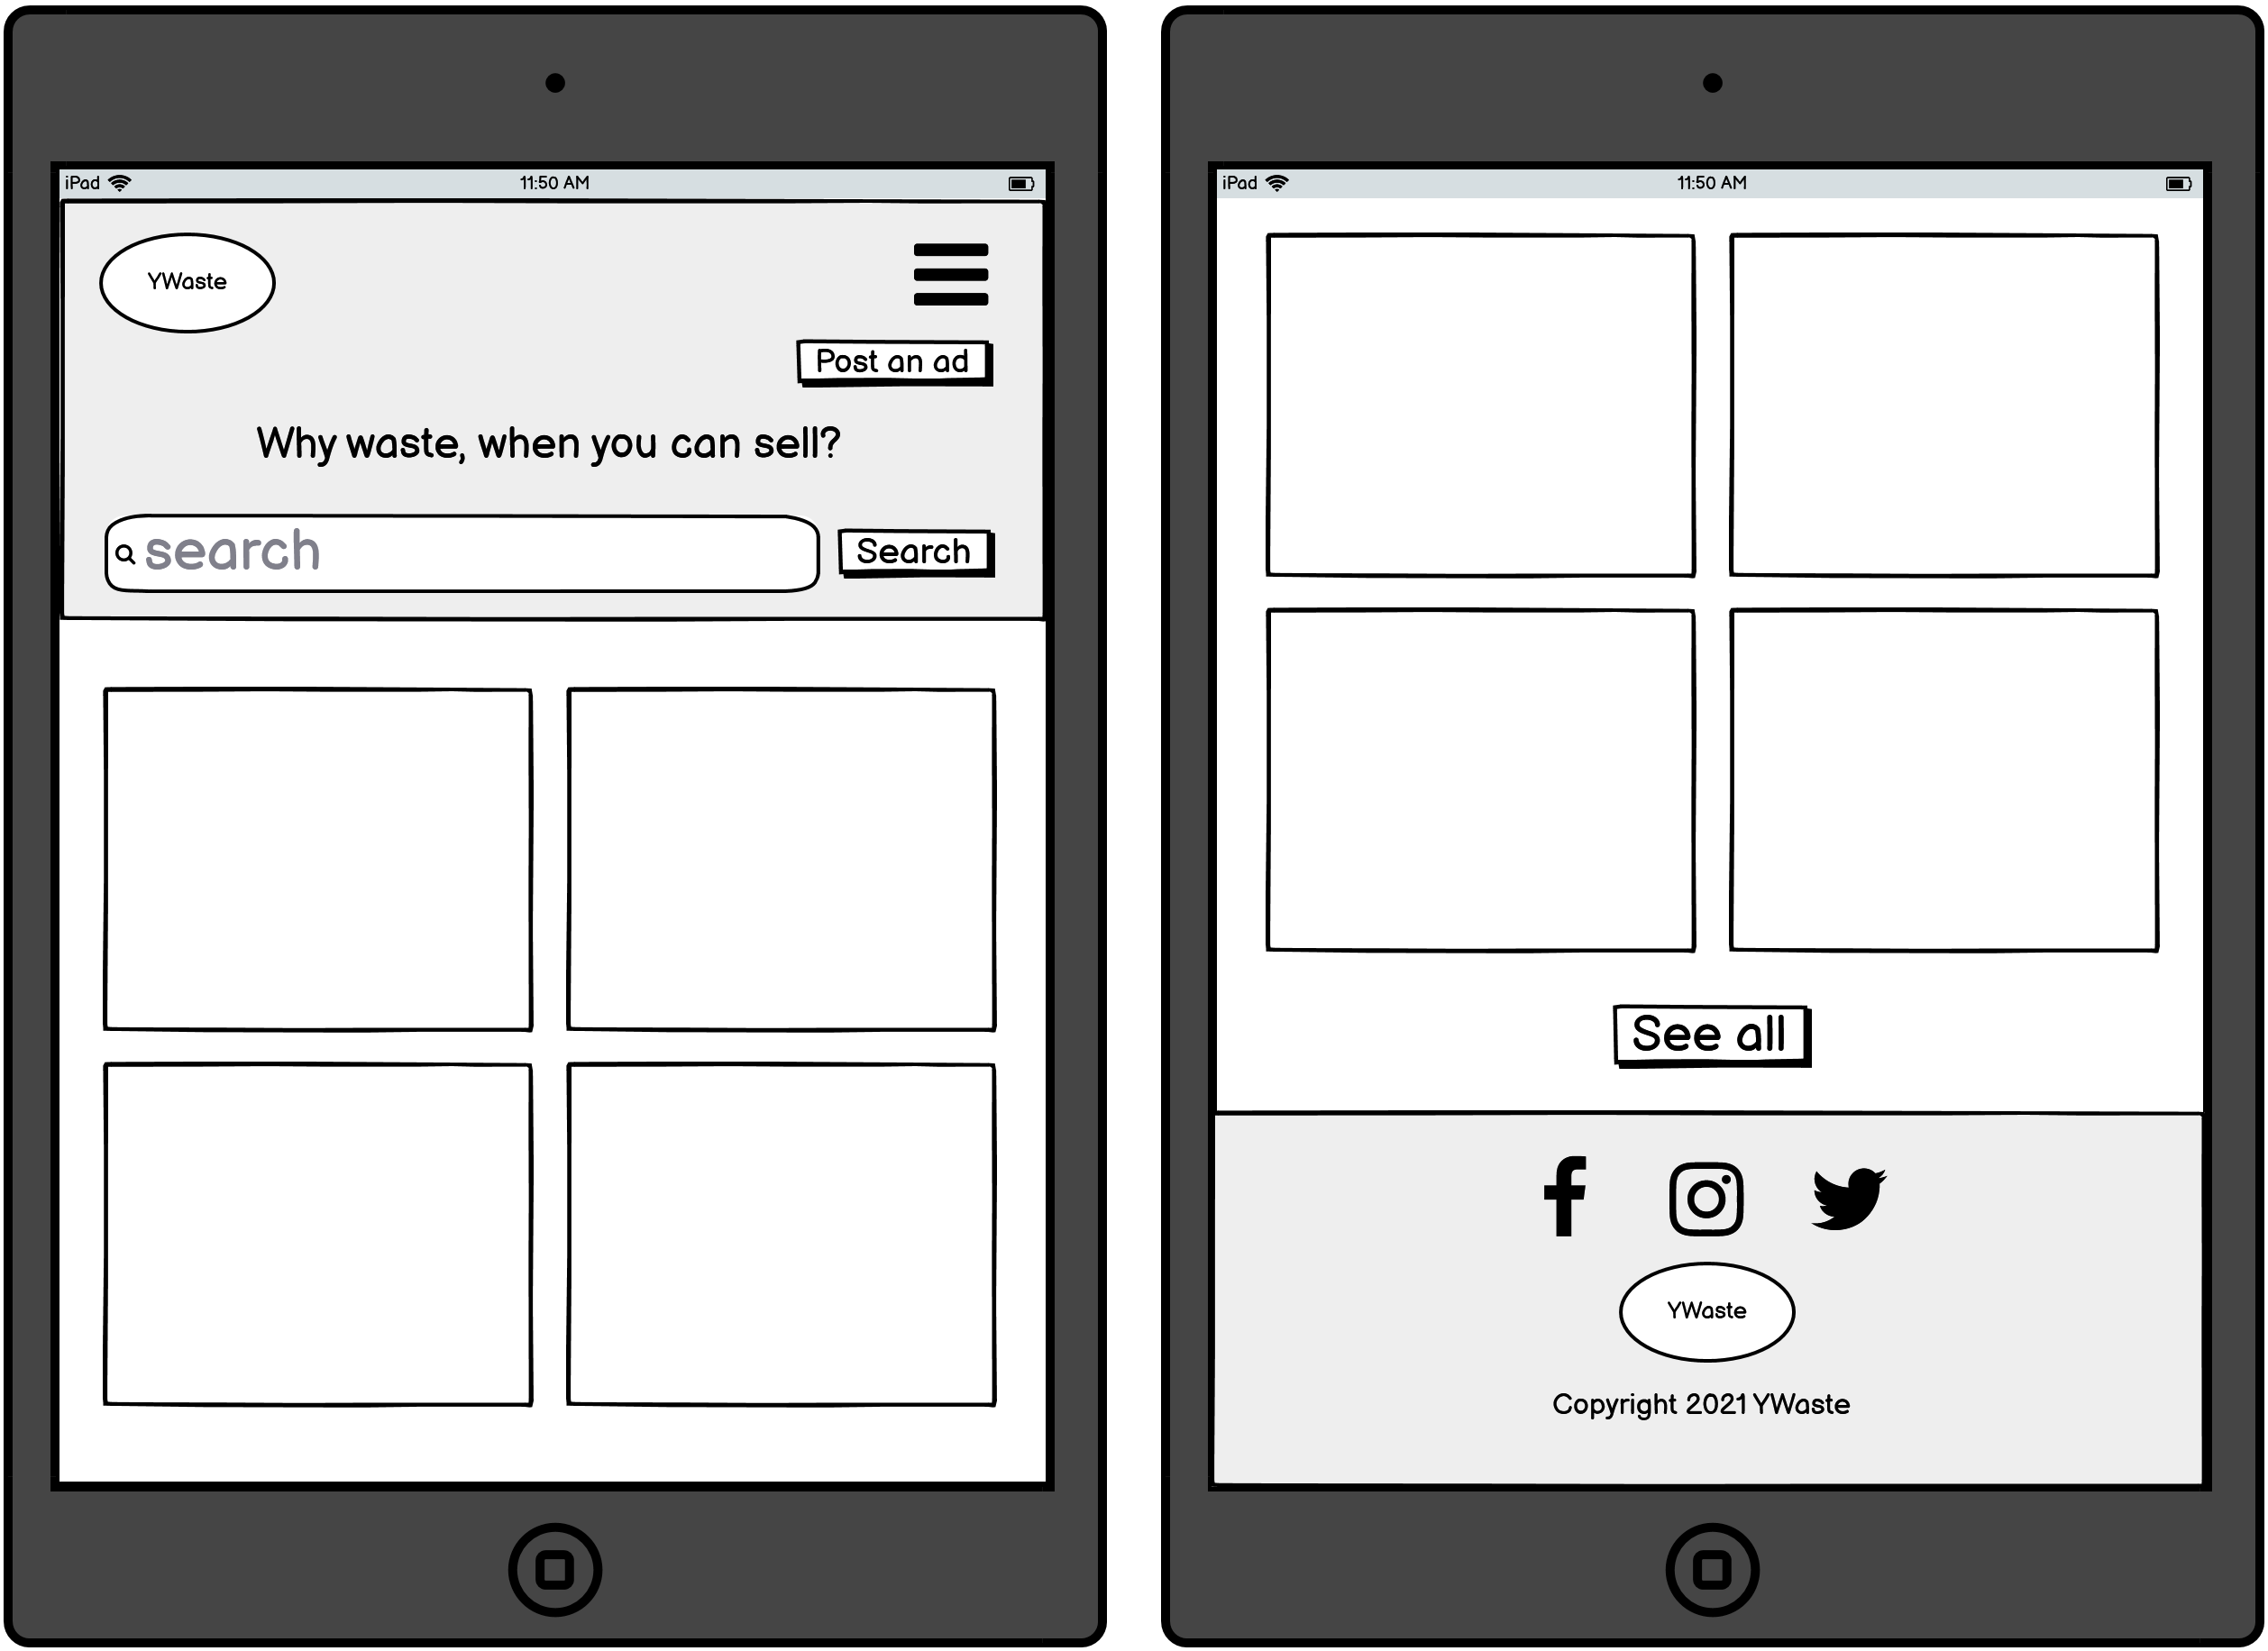 iPad 11:50 AM
YWaste
Post an ad
Why waste, when you can sell?
search Search
iPad 11:50 AM
See all
YWaste
Copyright 2021 YWaste